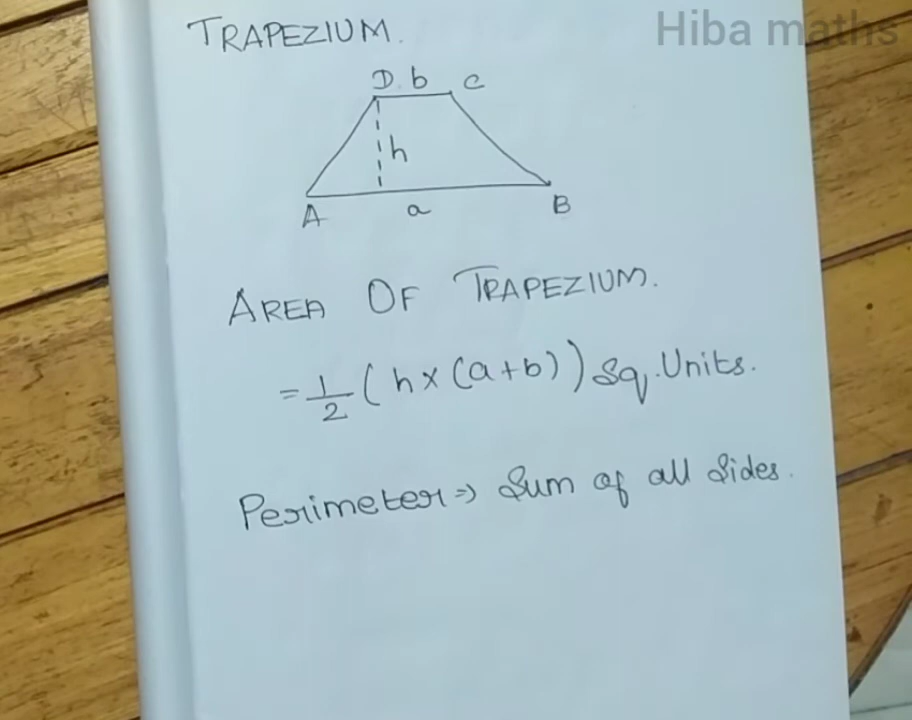 Hiba maths
TRAPEZIUM.
D b C
h
A a B
AREA OF TRAPEZIUM.
= 1/2 (h×(a+b)) Sq.Units.
Perimeter => Sum of all Sides.